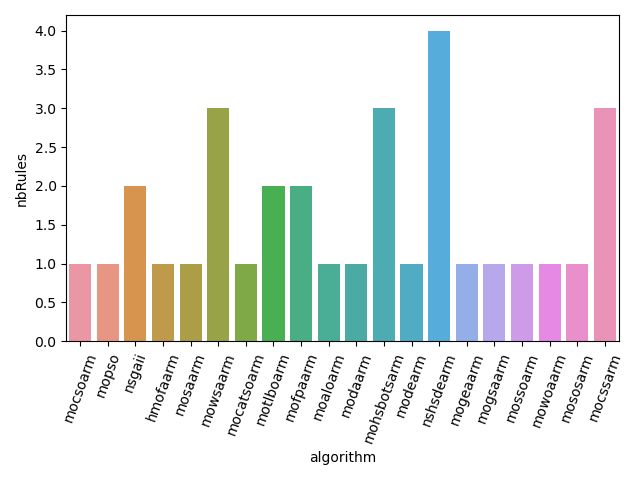 4.0
3.5
3.0
2.5
2.0
1.5
1.0
0.5
0.0
nbRules
mocsoarm
mopso
nsgaii
hmofaarm
mosaarm
mowsaarm
mocatsoarm
motlboarm
mofpaarm
moaloarm
modaarm
mohsbotsarm
modearm
nshsdearm
mogeaarm
mogsaarm
mossoarm
mowoaarm
mososarm
mocssarm
algorithm